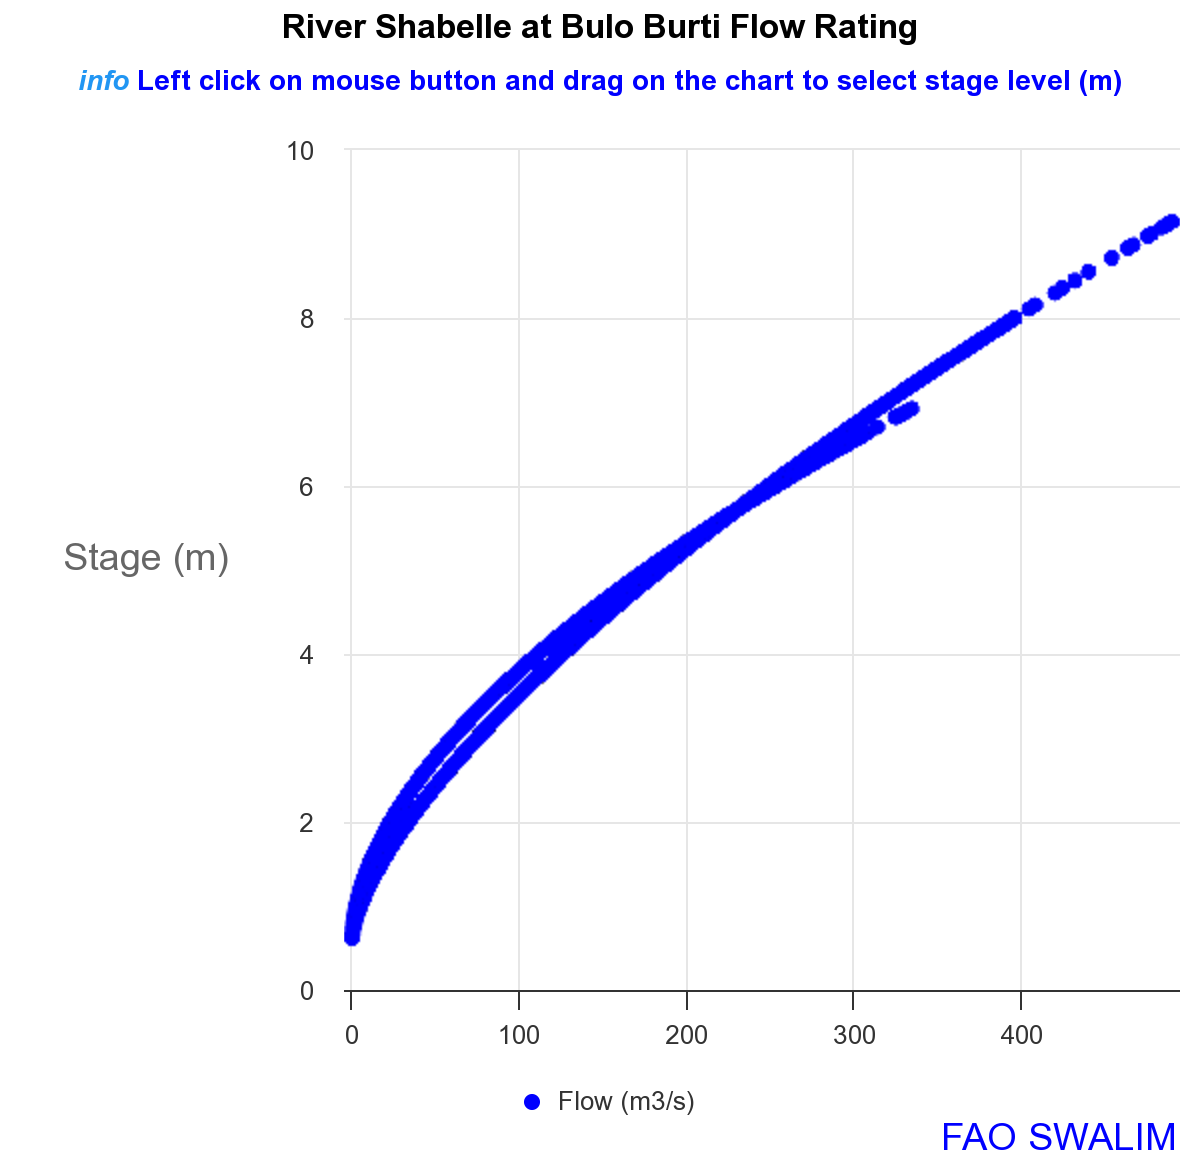 River Shabelle at Bulo Burti Flow Rating
info Left click on mouse button and drag on the chart to select stage level (m)
10
8
6
Stage (m)
4
2
0
0 100 200 300 400
Flow (m3/s)
FAO SWALIM